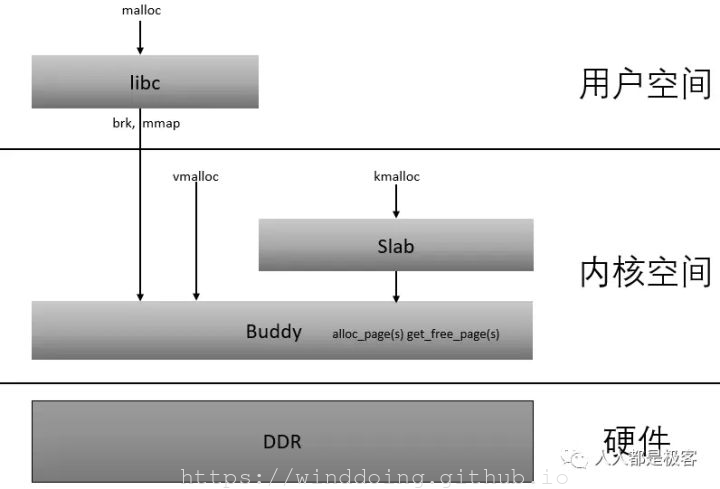 malloc
libc
用户空间
brk, mmap
vmalloc
kmalloc
Slab
内核空间
Buddy
alloc_page(s) get_free_page(s)
DDR
硬件
人人都是极客
https://winddoing.github.io